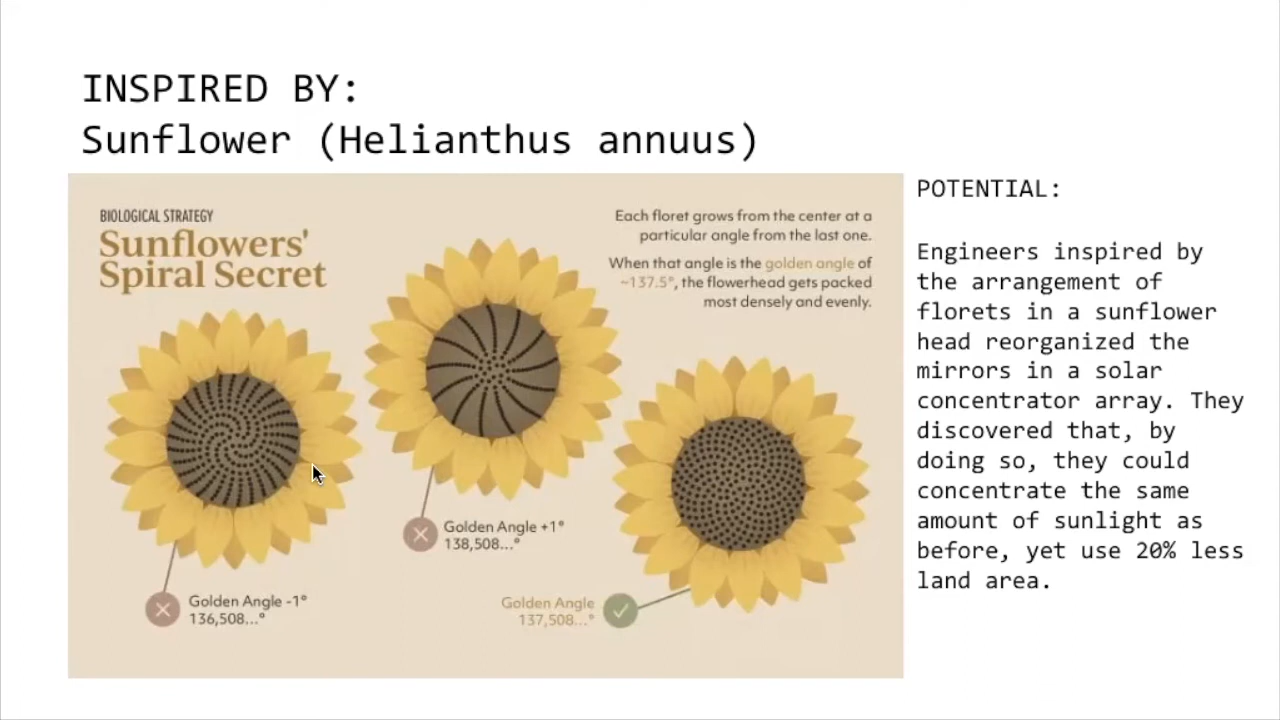 INSPIRED BY:
Sunflower (Helianthus annuus)
BIOLOGICAL STRATEGY
Sunflowers'
Spiral Secret
Each floret grows from the center at a
particular angle from the last one.
When that angle is the golden angle of
~137.5°, the flowerhead gets packed
most densely and evenly.
Golden Angle -1°
136,508...°
Golden Angle +1°
138,508...°
Golden Angle
137,508...°
POTENTIAL:
Engineers inspired by
the arrangement of
florets in a sunflower
head reorganized the
mirrors in a solar
concentrator array. They
discovered that, by
doing so, they could
concentrate the same
amount of sunlight as
before, yet use 20% less
land area.